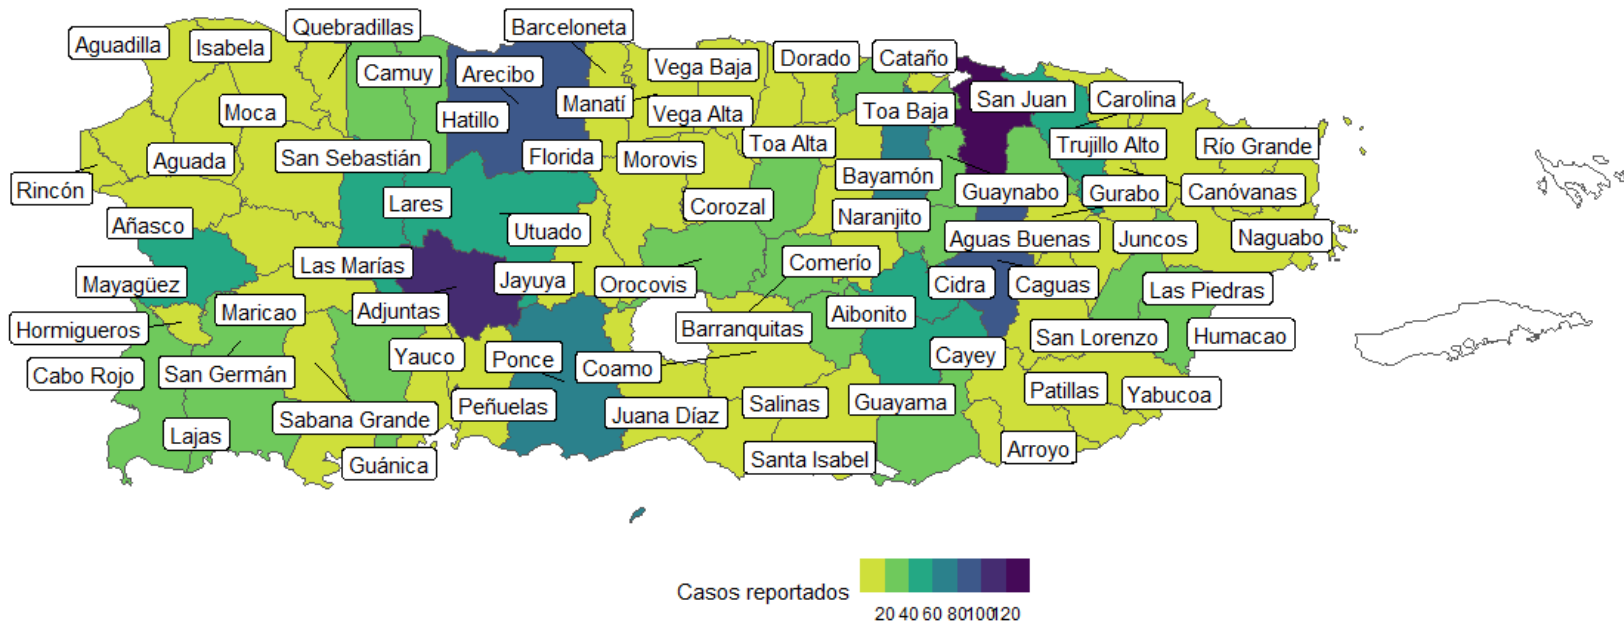 Quebradillas
Barceloneta
Aguadilla
Isabela
Dorado
Cataño
Camuy
Arecibo
Vega Baja
San Juan
Carolina
Manatí
Moca
Hatillo
Vega Alta
Toa Baja
Toa Alta
Trujillo Alto
Río Grande
Aguada
San Sebastián
Florida
Morovis
Bayamón
Rincón
Guaynabo
Gurabo
Canóvanas
Lares
Corozal
Naranjito
Añasco
Utuado
Aguas Buenas
Juncos
Naguabo
Las Marías
Comerío
Mayagüez
Jayuya
Orocovis
Cidra
Caguas
Las Piedras
Maricao
Adjuntas
Aibonito
Hormigueros
Barranquitas
San Lorenzo
Humacao
Yauco
Ponce
Cayey
Cabo Rojo
San Germán
Coamo
Patillas
Yabucoa
Peñuelas
Salinas
Guayama
Sabana Grande
Juana Díaz
Lajas
Arroyo
Guánica
Santa Isabel
Casos reportados
20 40 60 80 100 120